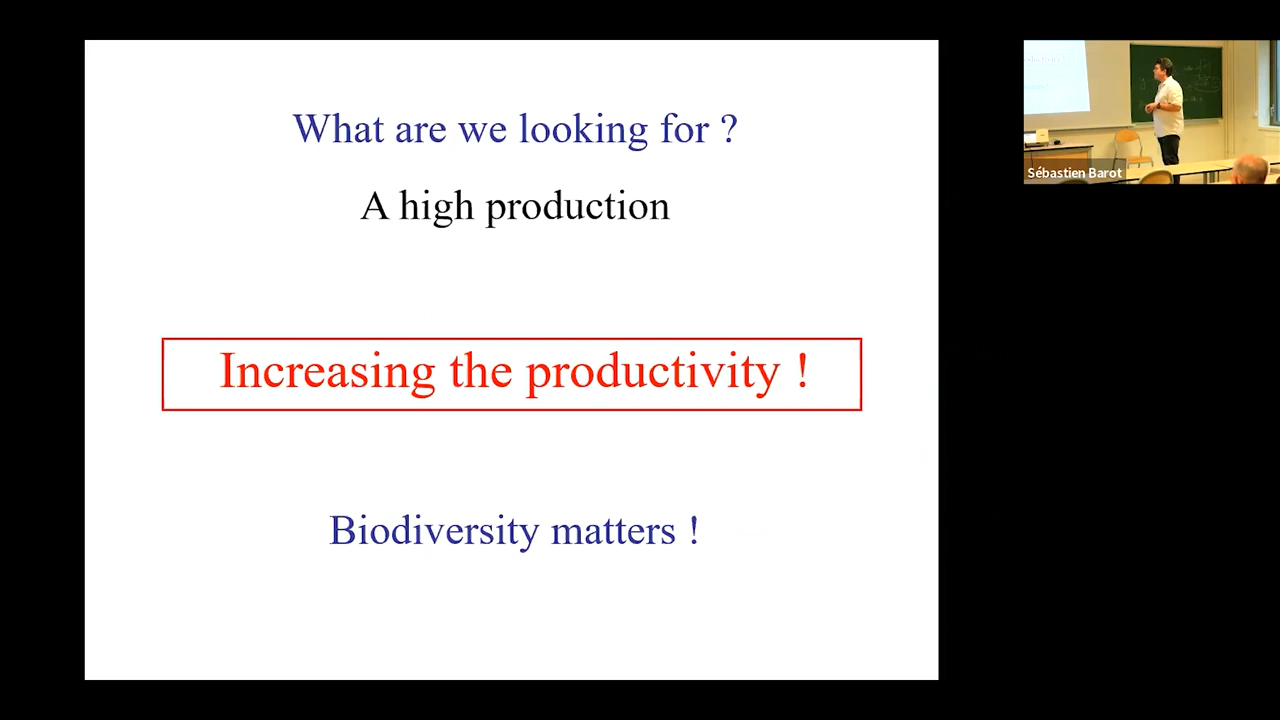 What are we looking for ?
A high production
Increasing the productivity !
Biodiversity matters !
Sébastien Barot